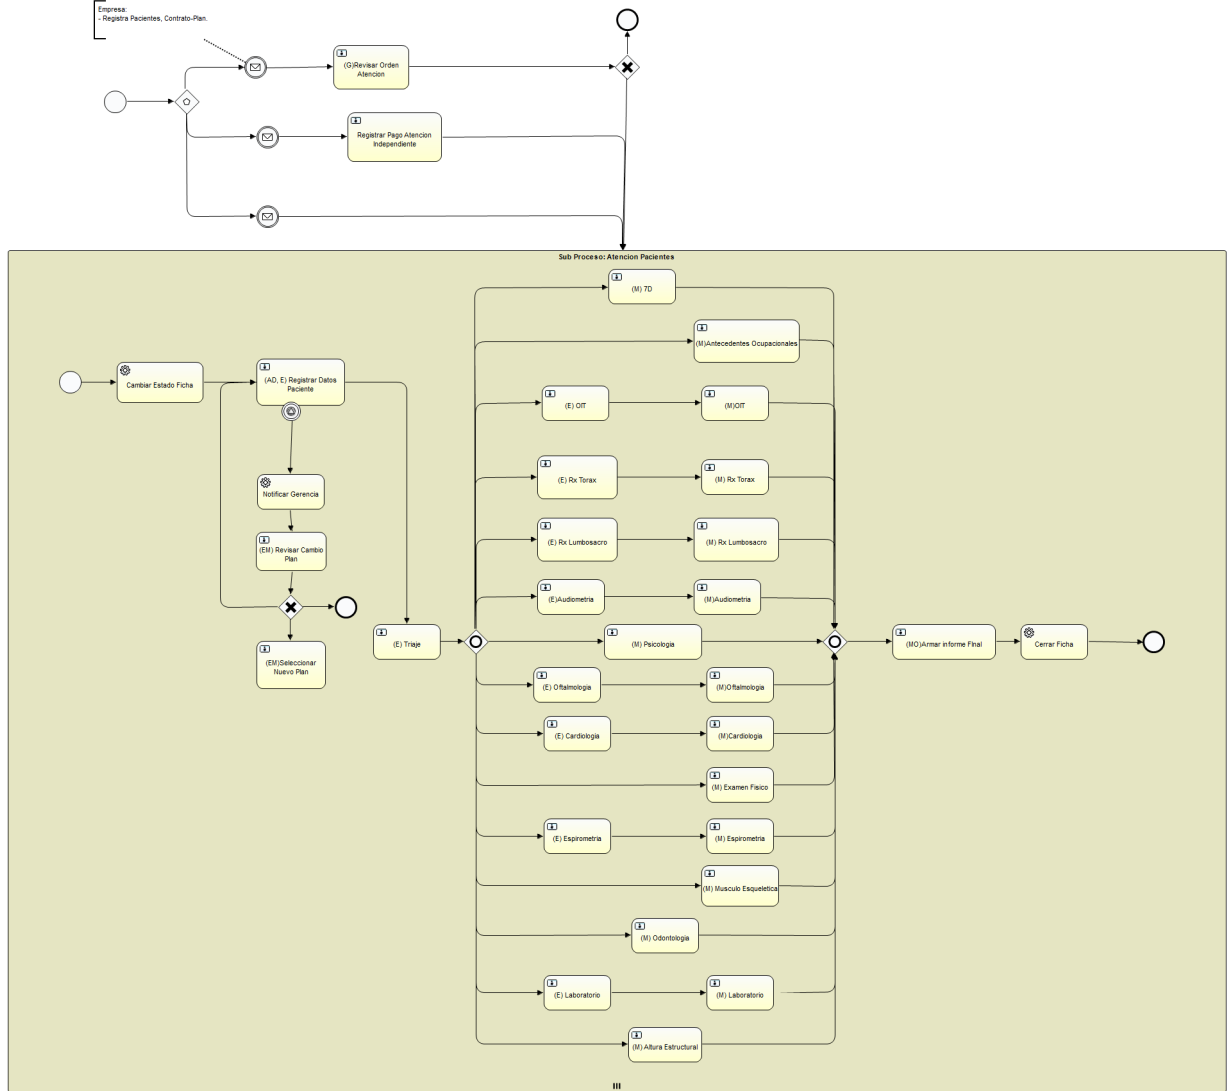 Empresa:
- Registra Pacientes, Contrato-Plan.
(G)Revisar Orden
Atencion
Registrar Pago Atencion
Independiente
Sub Proceso: Atencion Pacientes
(M) 7D
(M)Antecedentes Ocupacionales
Cambiar Estado Ficha
(AD, E) Registrar Datos
Paciente
(E) OIT
(M)OIT
(E) Rx Torax
(M) Rx Torax
Notificar Gerencia
(EM) Revisar Cambio
Plan
(E) Rx Lumbosacro
(M) Rx Lumbosacro
(E)Audiometria
(M)Audiometria
(E) Triaje
(M) Psicologia
(MO)Armar informe Final
Cerrar Ficha
(EM)Seleccionar
Nuevo Plan
(E) Oftalmologia
(M)Oftalmologia
(E) Cardiologia
(M)Cardiologia
(M) Examen Fisico
(E) Espirometria
(M) Espirometria
(M) Musculo Esqueletica
(M) Odontologia
(E) Laboratorio
(M) Laboratorio
(M) Altura Estructural